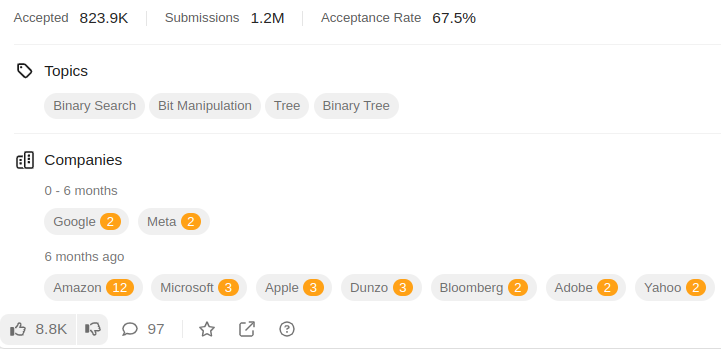 Accepted 823.9K Submissions 1.2M Acceptance Rate 67.5%
Topics
Binary Search Bit Manipulation Tree Binary Tree
Companies
0 - 6 months
Google 2 Meta 2
6 months ago
Amazon 12 Microsoft 3 Apple 3 Dunzo 3 Bloomberg 2 Adobe 2 Yahoo 2
8.8K 97